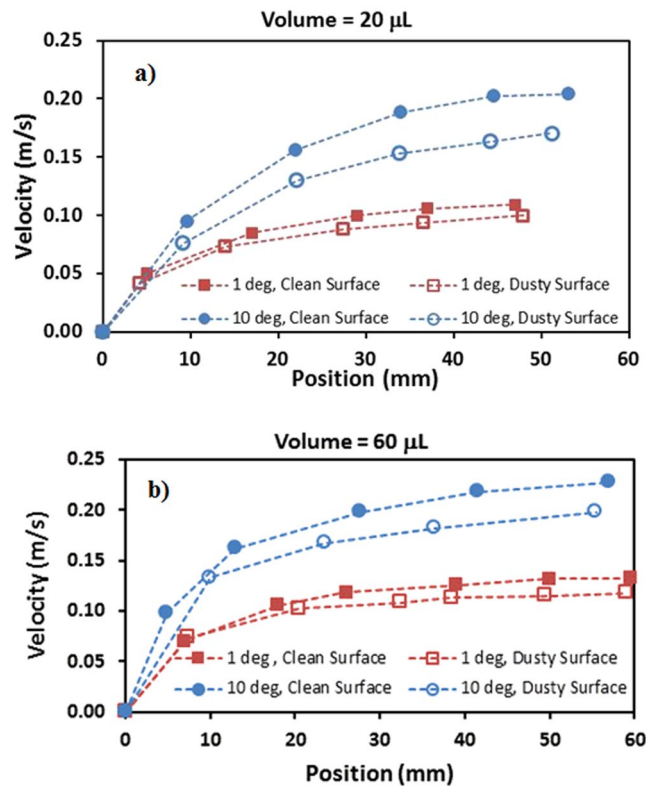 Volume = 20 µL
a)
Velocity (m/s)
0.25
0.20
0.15
0.10
0.05
0.00
1 deg, Clean Surface
1 deg, Dusty Surface
10 deg, Clean Surface
10 deg, Dusty Surface
0 10 20 30 40 50 60
Position (mm)
Volume = 60 µL
b)
Velocity (m/s)
0.25
0.20
0.15
0.10
0.05
0.00
1 deg , Clean Surface
1 deg, Dusty Surface
10 deg, Clean Surface
10 deg, Dusty Surface
0 10 20 30 40 50 60
Position (mm)